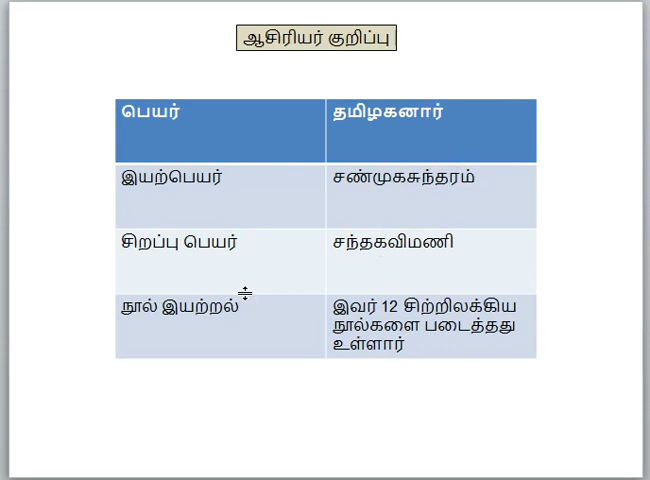 ஆசிரியர் குறிப்பு
பெயர் தமிழகனார்
இயற்பெயர் சண்முகசுந்தரம்
சிறப்பு பெயர் சந்தகவிமணி
நூல் இயற்றல் இவர் 12 சிற்றிலக்கிய
நூல்களை படைத்தது
உள்ளார்